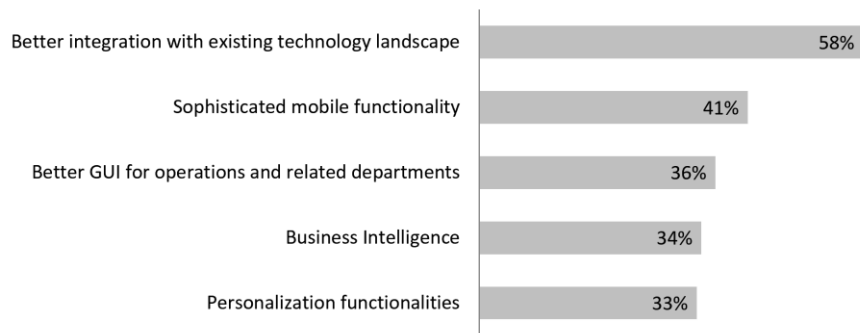 Better integration with existing technology landscape 58%
Sophisticated mobile functionality 41%
Better GUI for operations and related departments 36%
Business Intelligence 34%
Personalization functionalities 33%